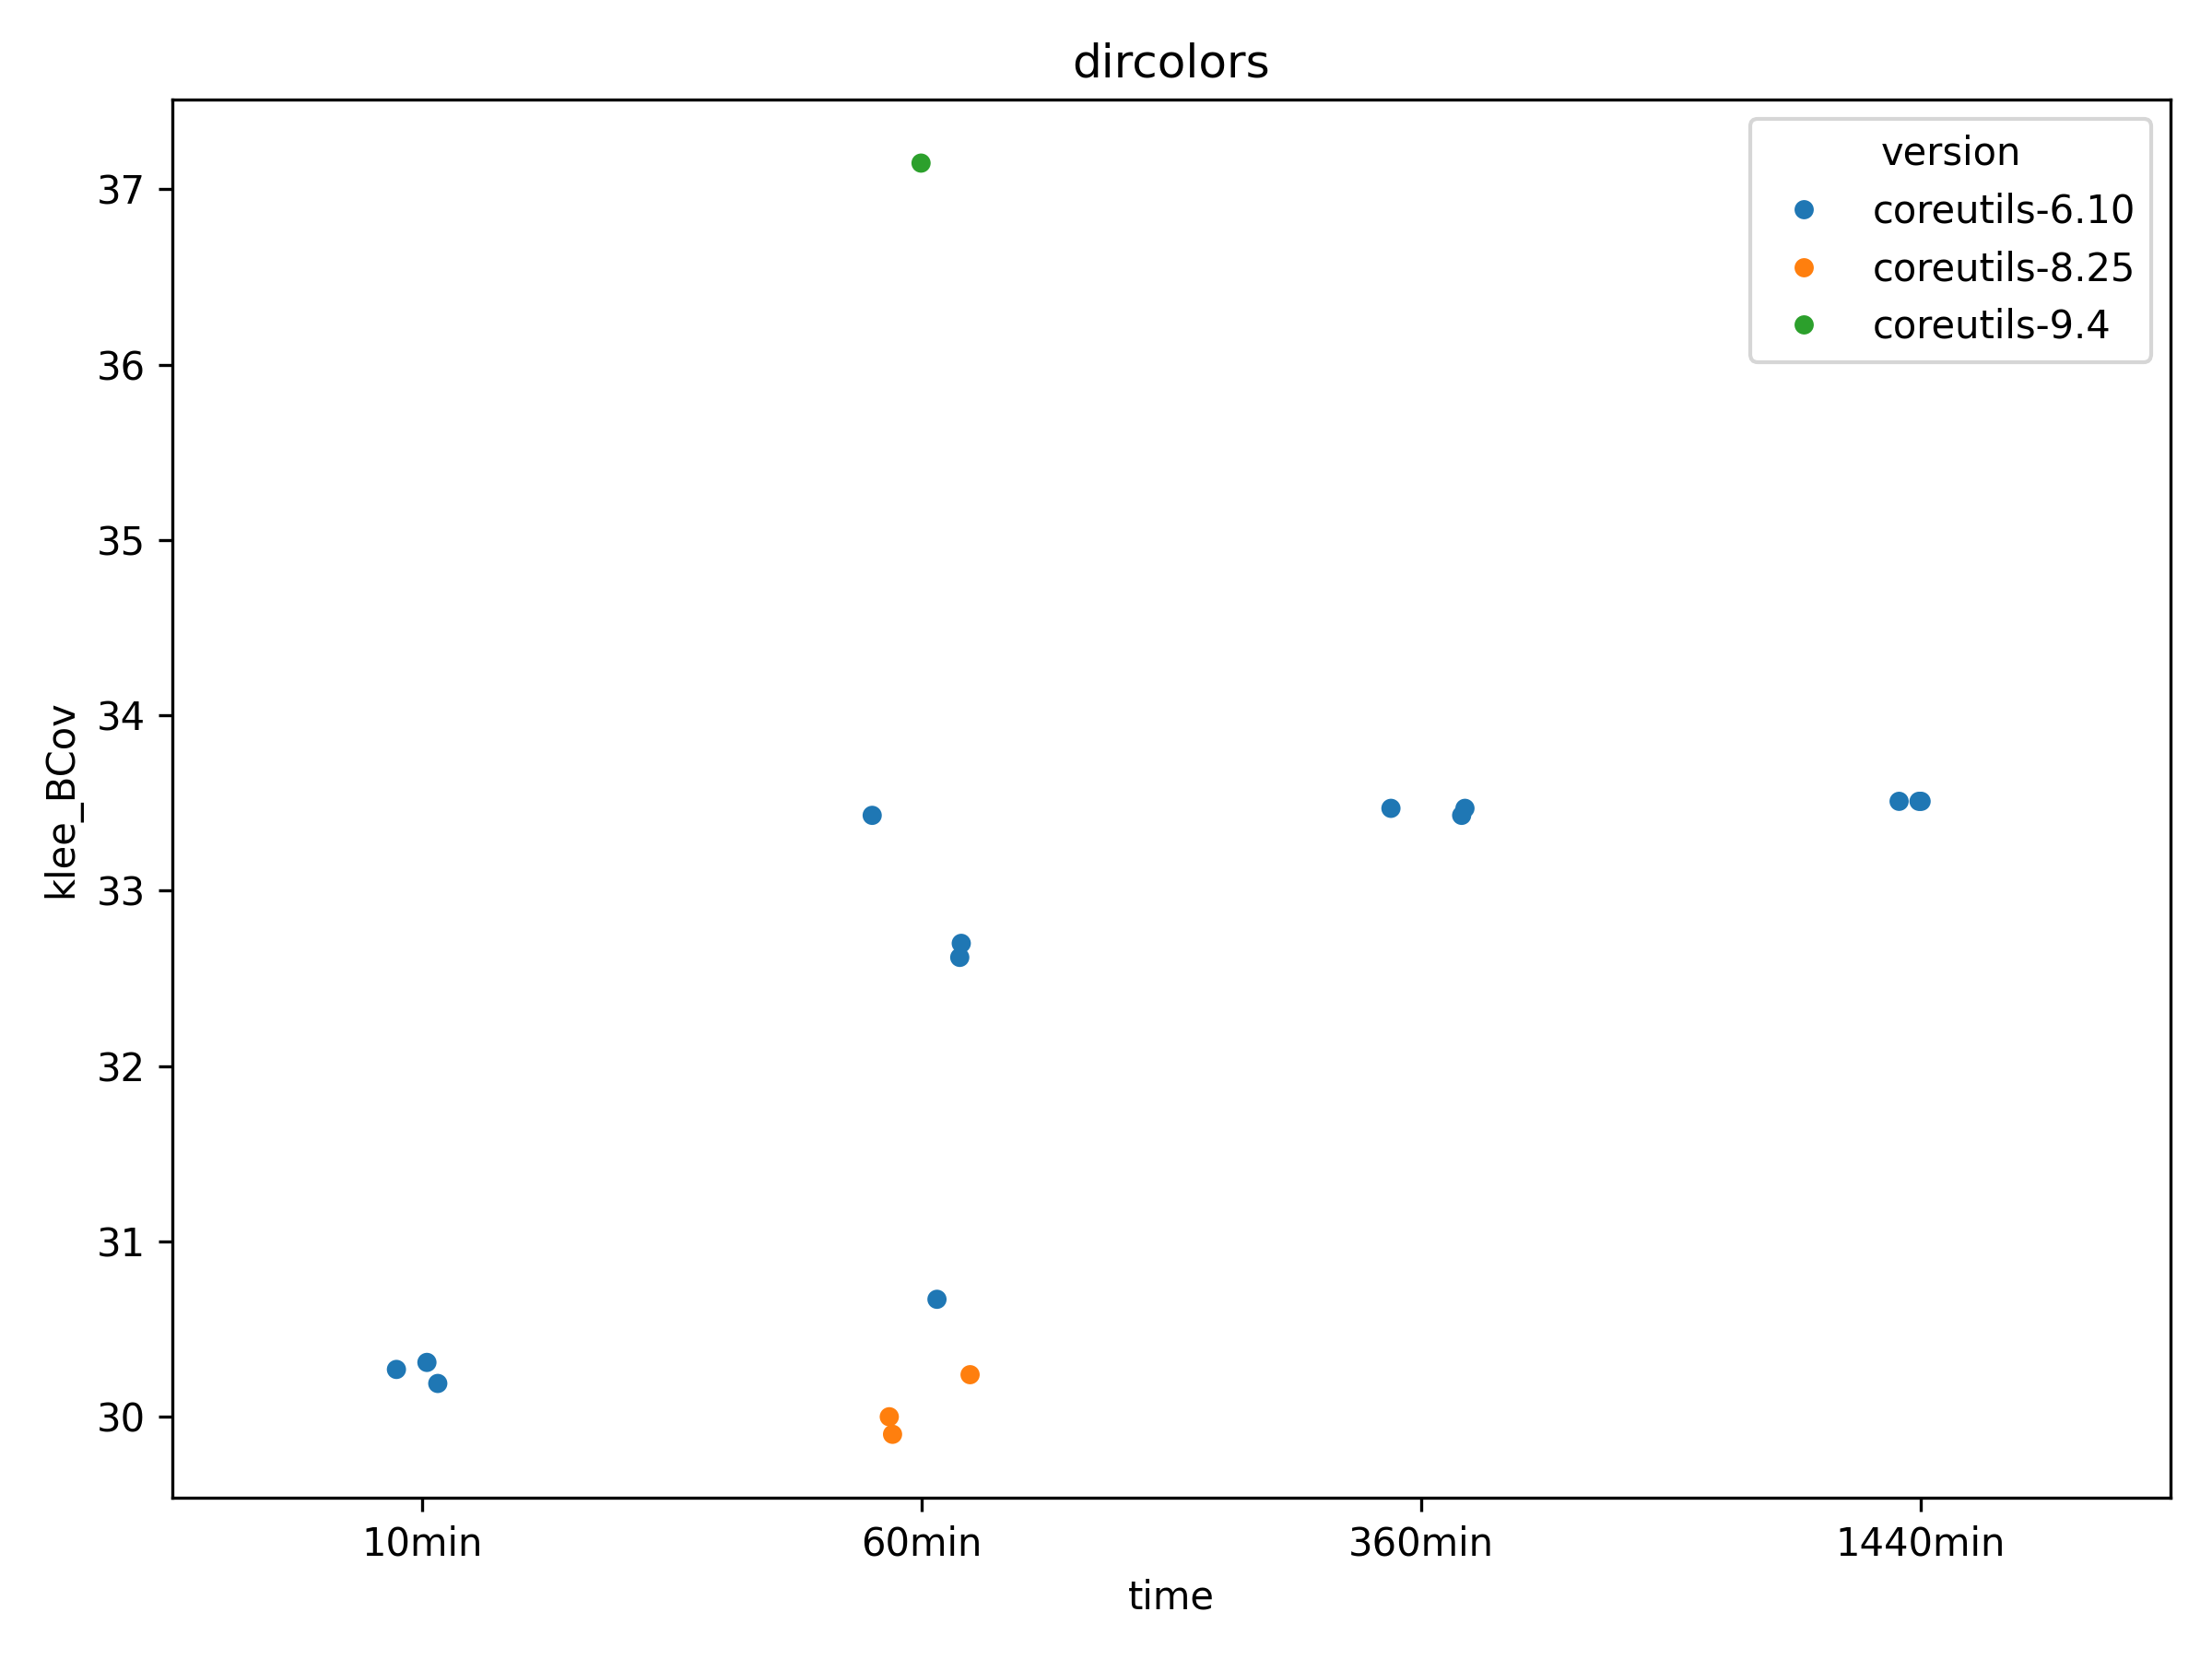 dircolors
version
coreutils-6.10
coreutils-8.25
coreutils-9.4
klee_BCov
37
36
35
34
33
32
31
30
10min 60min 360min 1440min
time